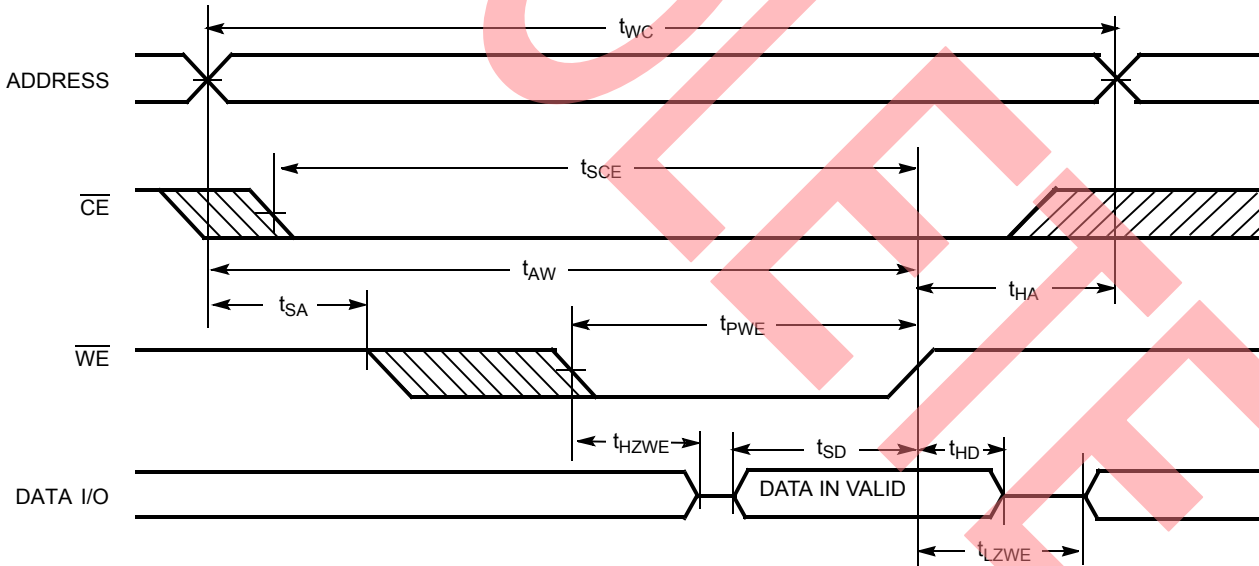 tWC
ADDRESS
tSCE
CE
tAW
tSA
tHA
tPWE
WE
tHZWE
tSD
tHD
DATA I/O
DATA IN VALID
tLZWE